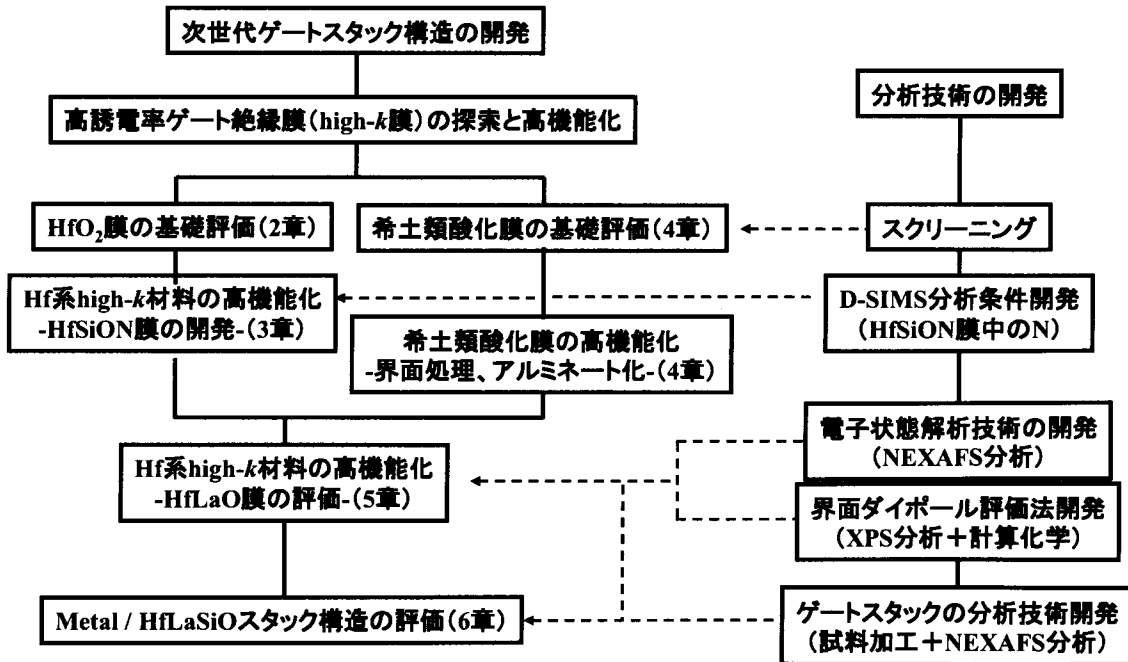 次世代ゲートスタック構造の開発
高誘電率ゲート絶縁膜(high-k膜)の探索と高機能化
HfO₂膜の基礎評価(2章)
希土類酸化膜の基礎評価(4章)
Hf系high-k材料の高機能化
-HfSiON膜の開発-(3章)
希土類酸化膜の高機能化
-界面処理、アルミネート化-(4章)
Hf系high-k材料の高機能化
-HfLaO膜の評価-(5章)
Metal / HfLaSiOスタック構造の評価(6章)
分析技術の開発
スクリーニング
D-SIMS分析条件開発
(HfSiON膜中のN)
電子状態解析技術の開発
(NEXAFS分析)
界面ダイポール評価法開発
(XPS分析+計算化学)
ゲートスタックの分析技術開発
(試料加工+NEXAFS分析)